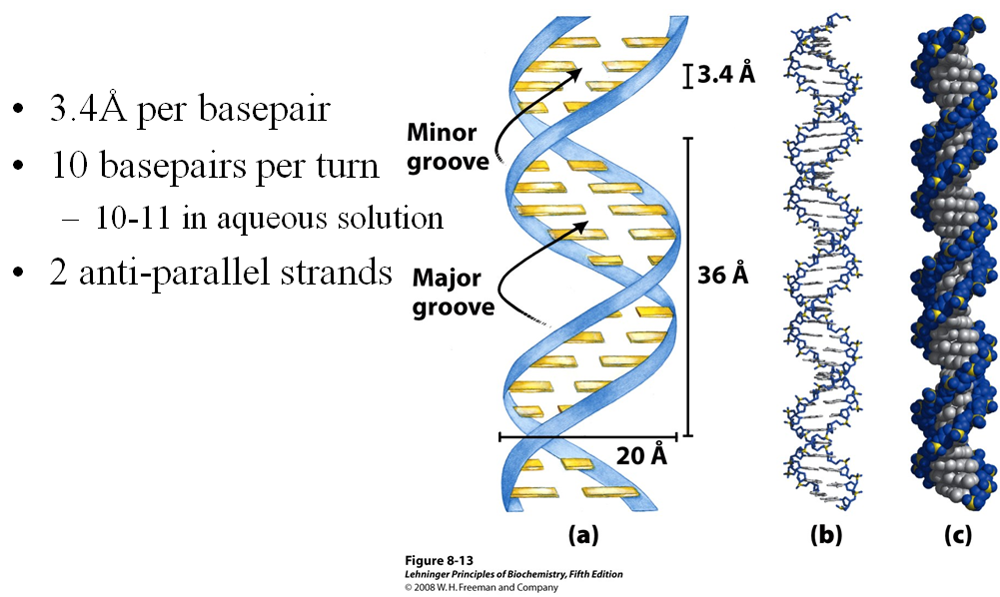 • 3.4Å per basepair
• 10 basepairs per turn
– 10-11 in aqueous solution
• 2 anti-parallel strands
Minor
groove
Major
groove
3.4 Å
36 Å
20 Å
(a)
(b)
(c)
Figure 8-13
Lehninger Principles of Biochemistry, Fifth Edition
© 2008 W. H. Freeman and Company